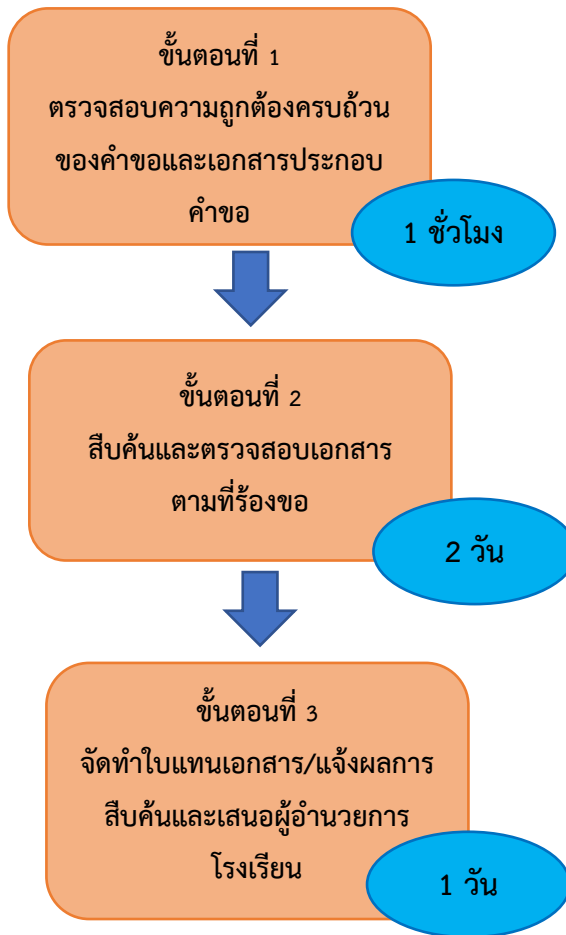 ขั้นตอนที่ 1
ตรวจสอบความถูกต้องครบถ้วน
ของคำขอและเอกสารประกอบ
คำขอ
1 ชั่วโมง
ขั้นตอนที่ 2
สืบค้นและตรวจสอบเอกสาร
ตามที่ร้องขอ
2 วัน
ขั้นตอนที่ 3
จัดทำใบแทนเอกสาร/แจ้งผลการ
สืบค้นและเสนอผู้อำนวยการ
โรงเรียน
1 วัน